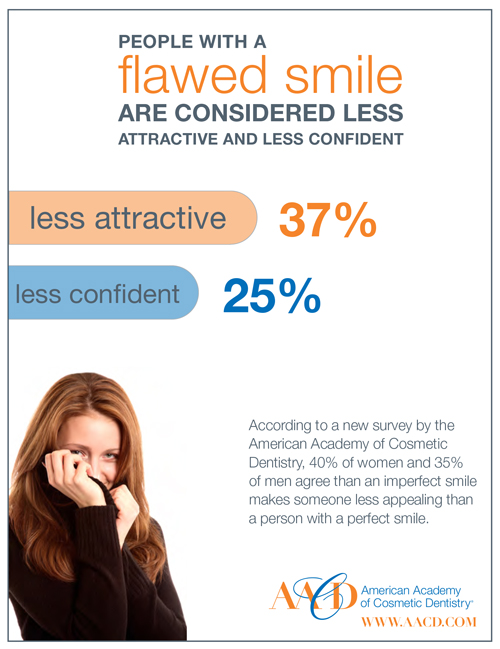 PEOPLE WITH A
flawed smile
ARE CONSIDERED LESS
ATTRACTIVE AND LESS CONFIDENT
less attractive 37%
less confident 25%
According to a new survey by the
American Academy of Cosmetic
Dentistry, 40% of women and 35%
of men agree than an imperfect smile
makes someone less appealing than
a person with a perfect smile.
AACD American Academy
of Cosmetic Dentistry®
WWW.AACD.COM